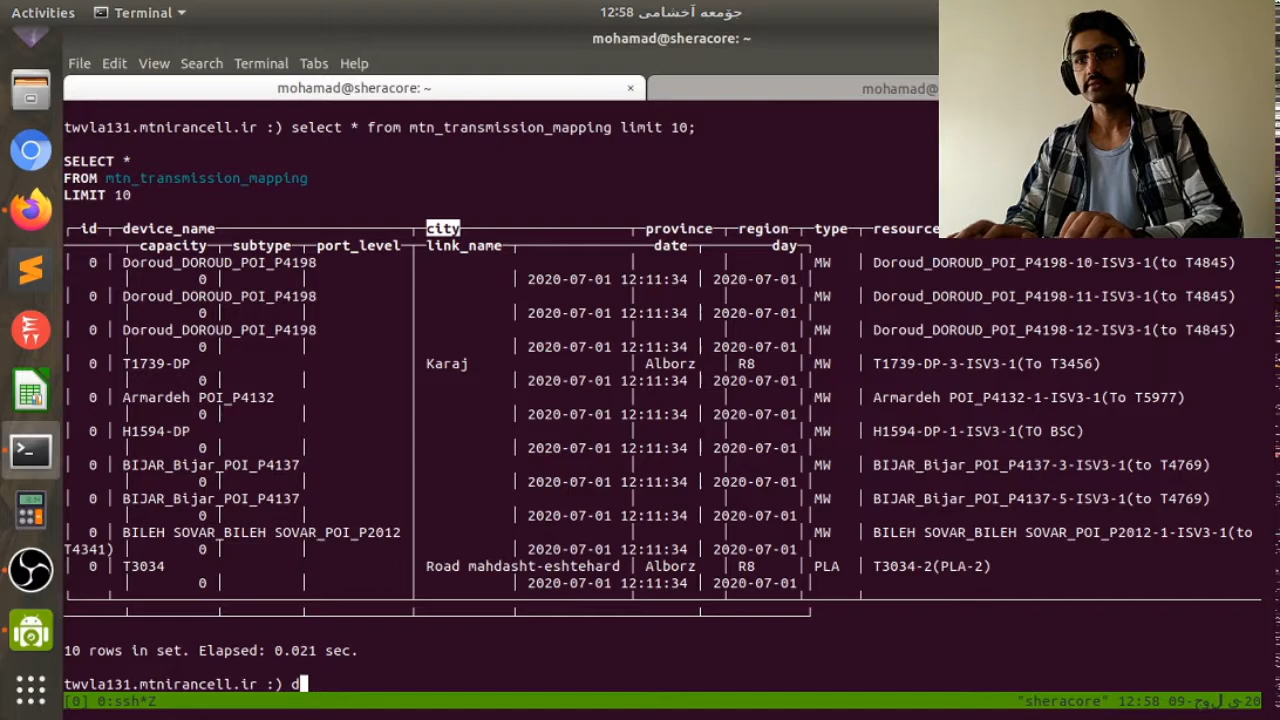 Activities Terminal 12:58 جۆمعه آخشامی
mohamad@sheracore: ~
File Edit View Search Terminal Tabs Help
mohamad@sheracore: ~ × mohamad@
twvla131.mtnirancell.ir :) select * from mtn_transmission_mapping limit 10;
SELECT *
FROM mtn_transmission_mapping
LIMIT 10
id device_name city province region type resource
capacity subtype port_level link_name date day
0 Doroud_DOROUD_POI_P4198 MW Doroud_DOROUD_POI_P4198-10-ISV3-1(to T4845)
0 2020-07-01 12:11:34 2020-07-01
0 Doroud_DOROUD_POI_P4198 MW Doroud_DOROUD_POI_P4198-11-ISV3-1(to T4845)
0 2020-07-01 12:11:34 2020-07-01
0 Doroud_DOROUD_POI_P4198 MW Doroud_DOROUD_POI_P4198-12-ISV3-1(to T4845)
0 2020-07-01 12:11:34 2020-07-01
0 T1739-DP Karaj Alborz R8 MW T1739-DP-3-ISV3-1(To T3456)
0 2020-07-01 12:11:34 2020-07-01
0 Armardeh POI_P4132 MW Armardeh POI_P4132-1-ISV3-1(To T5977)
0 2020-07-01 12:11:34 2020-07-01
0 H1594-DP MW H1594-DP-1-ISV3-1(TO BSC)
0 2020-07-01 12:11:34 2020-07-01
0 BIJAR_Bijar_POI_P4137 MW BIJAR_Bijar_POI_P4137-3-ISV3-1(to T4769)
0 2020-07-01 12:11:34 2020-07-01
0 BIJAR_Bijar_POI_P4137 MW BIJAR_Bijar_POI_P4137-5-ISV3-1(to T4769)
0 2020-07-01 12:11:34 2020-07-01
0 BILEH SOVAR_BILEH SOVAR_POI_P2012 MW BILEH SOVAR_BILEH SOVAR_POI_P2012-1-ISV3-1(to
T4341) 0 2020-07-01 12:11:34 2020-07-01
0 T3034 Road mahdasht-eshtehard Alborz R8 PLA T3034-2(PLA-2)
0 2020-07-01 12:11:34 2020-07-01
10 rows in set. Elapsed: 0.021 sec.
twvla131.mtnirancell.ir :) d
[0] 0:ssh*Z "sheracore" 12:58 09-